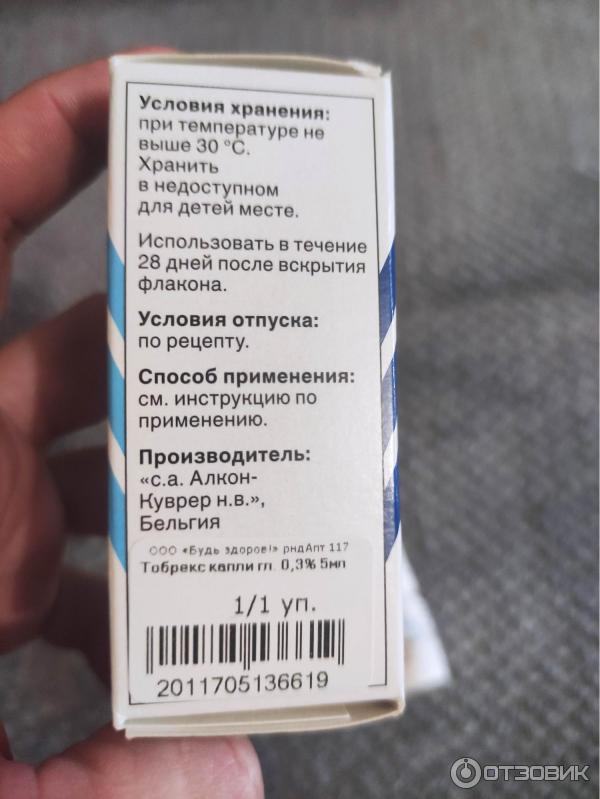 Условия хранения:
при температуре не
выше 30 °С.
Хранить
в недоступном
для детей месте.
Использовать в течение
28 дней после вскрытия
флакона.
Условия отпуска:
по рецепту.
Способ применения:
см. инструкцию по
применению.
Производитель:
«с.а. Алкон-
Куврер н.в.»,
Бельгия
ООО «Будь здоров!» рндАпт 117
Тобрекс капли гл. 0,3% 5мл
1/1 уп.
2011705136619
ОТЗОВИК